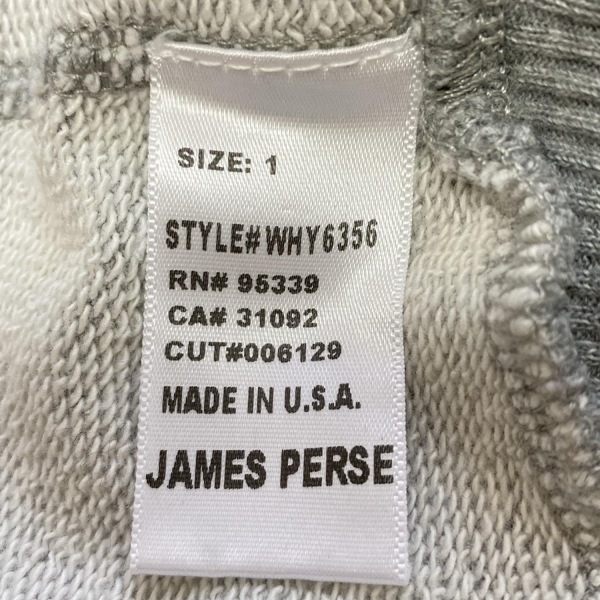 SIZE: 1
STYLE# WHY6356
RN# 95339
CA# 31092
CUT#006129
MADE IN U.S.A.
JAMES PERSE